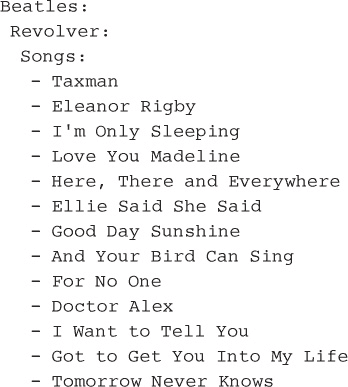 Beatles:
 Revolver:
  Songs:
   - Taxman
   - Eleanor Rigby
   - I'm Only Sleeping
   - Love You Madeline
   - Here, There and Everywhere
   - Ellie Said She Said
   - Good Day Sunshine
   - And Your Bird Can Sing
   - For No One
   - Doctor Alex
   - I Want to Tell You
   - Got to Get You Into My Life
   - Tomorrow Never Knows